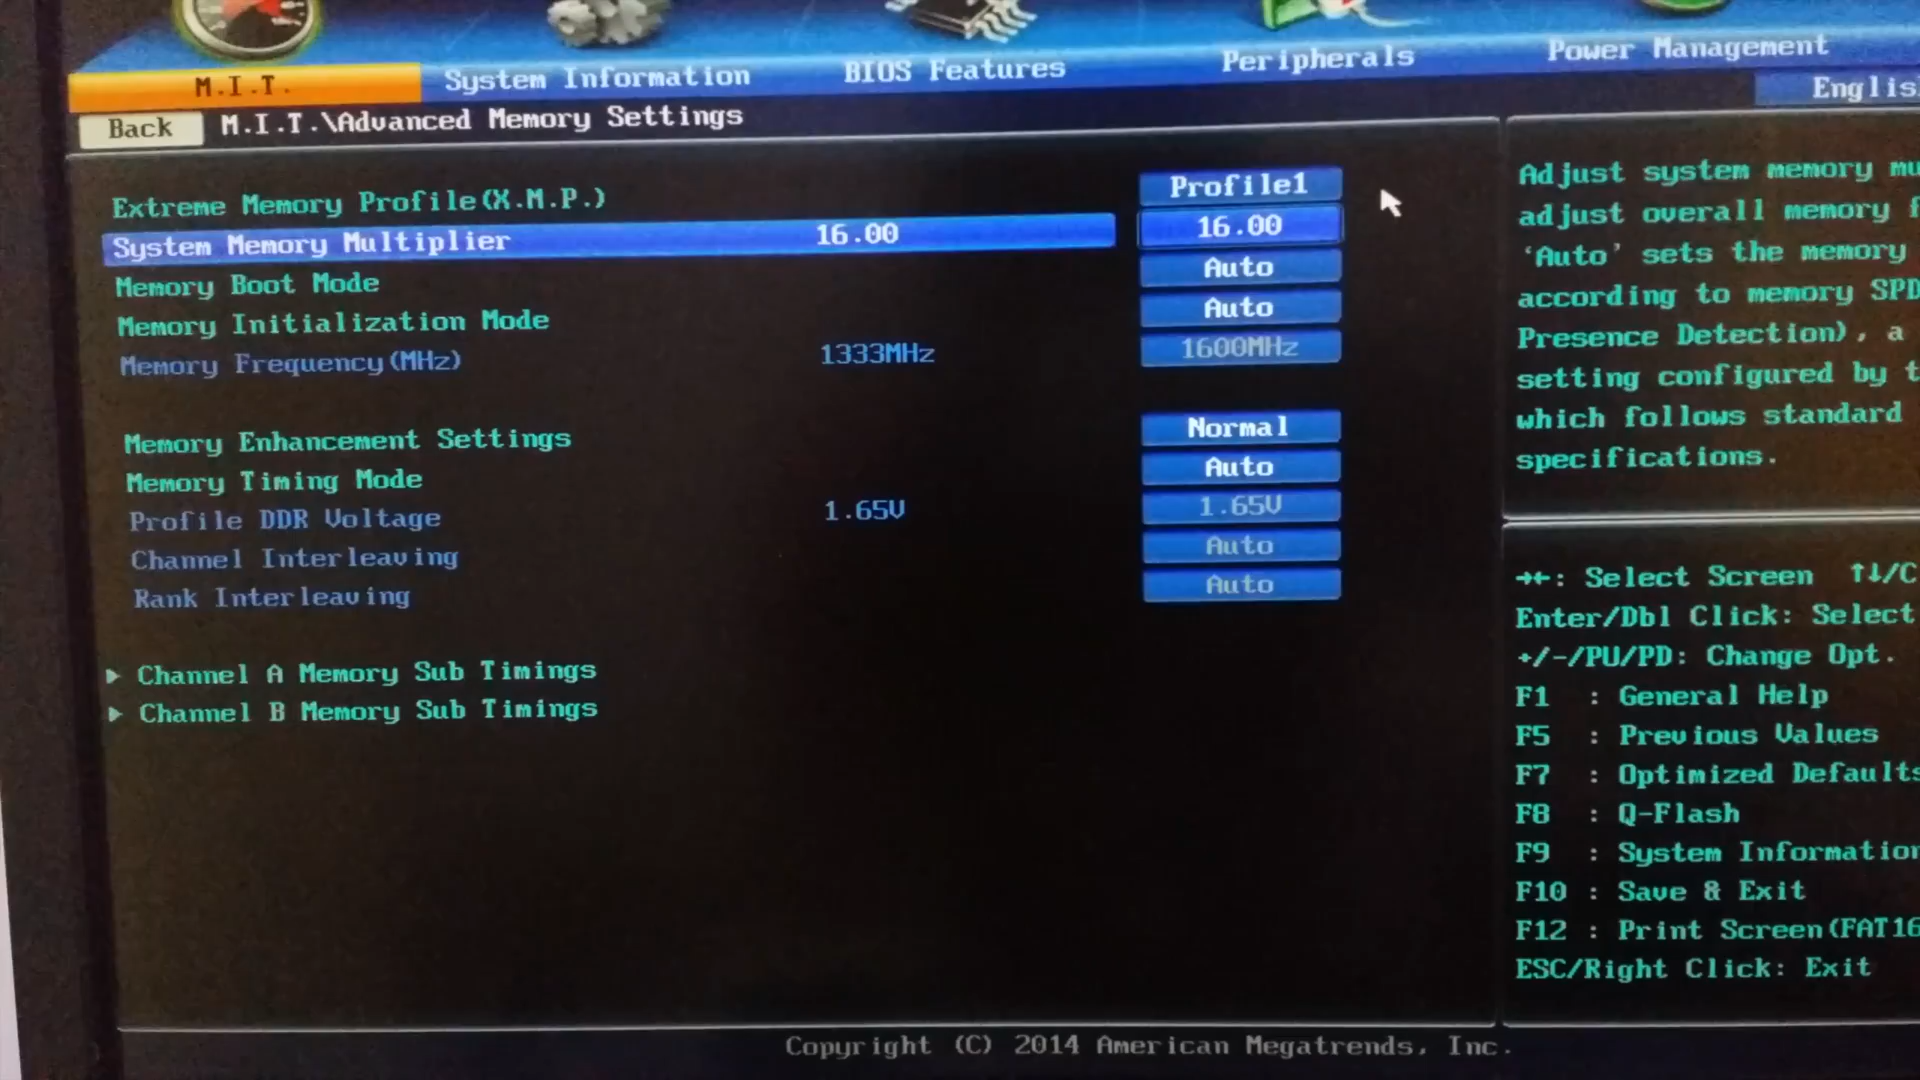 M.I.T.
System Information
BIOS Features
Peripherals
Power Management
Back
M.I.T.\Advanced Memory Settings
Extreme Memory Profile(X.M.P.) Profile1
System Memory Multiplier 16.00 16.00
Memory Boot Mode Auto
Memory Initialization Mode Auto
Memory Frequency(MHz) 1333MHz 1600MHz
Memory Enhancement Settings Normal
Memory Timing Mode Auto
Profile DDR Voltage 1.65V 1.65V
Channel Interleaving Auto
Rank Interleaving Auto
Channel A Memory Sub Timings
Channel B Memory Sub Timings
Adjust system memory
adjust overall memory
'Auto' sets the memory
according to memory SPD
Presence Detection), a
setting configured by
which follows standard
specifications.
→←: Select Screen ↑↓/C
Enter/Dbl Click: Select
+/-/PU/PD: Change Opt.
F1 : General Help
F5 : Previous Values
F7 : Optimized Defaults
F8 : Q-Flash
F9 : System Information
F10 : Save & Exit
F12 : Print Screen(FAT16
ESC/Right Click: Exit
Copyright (C) 2014 American Megatrends, Inc.